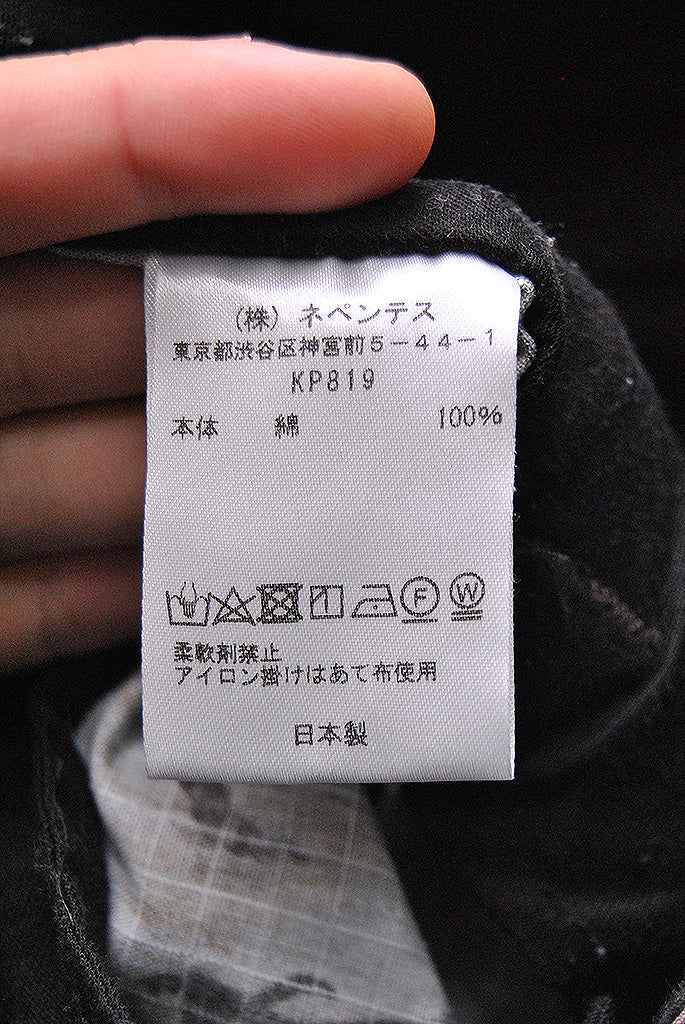 (株) ネペンテス
東京都渋谷区神宮前5-44-1
KP819
本体 綿 100%
F W
柔軟剤禁止
アイロン掛けはあて布使用
日本製